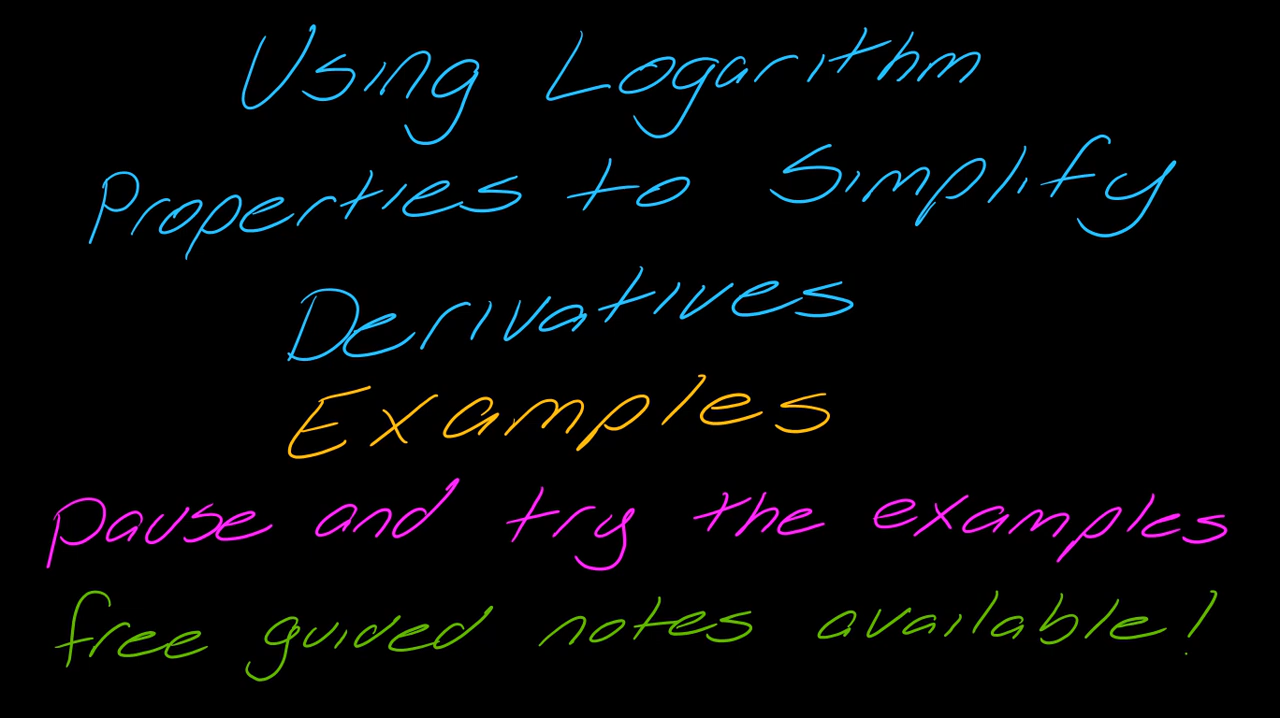 Using Logarithm
Properties to Simplify
Derivatives
Examples
pause and try the examples
free guided notes available!